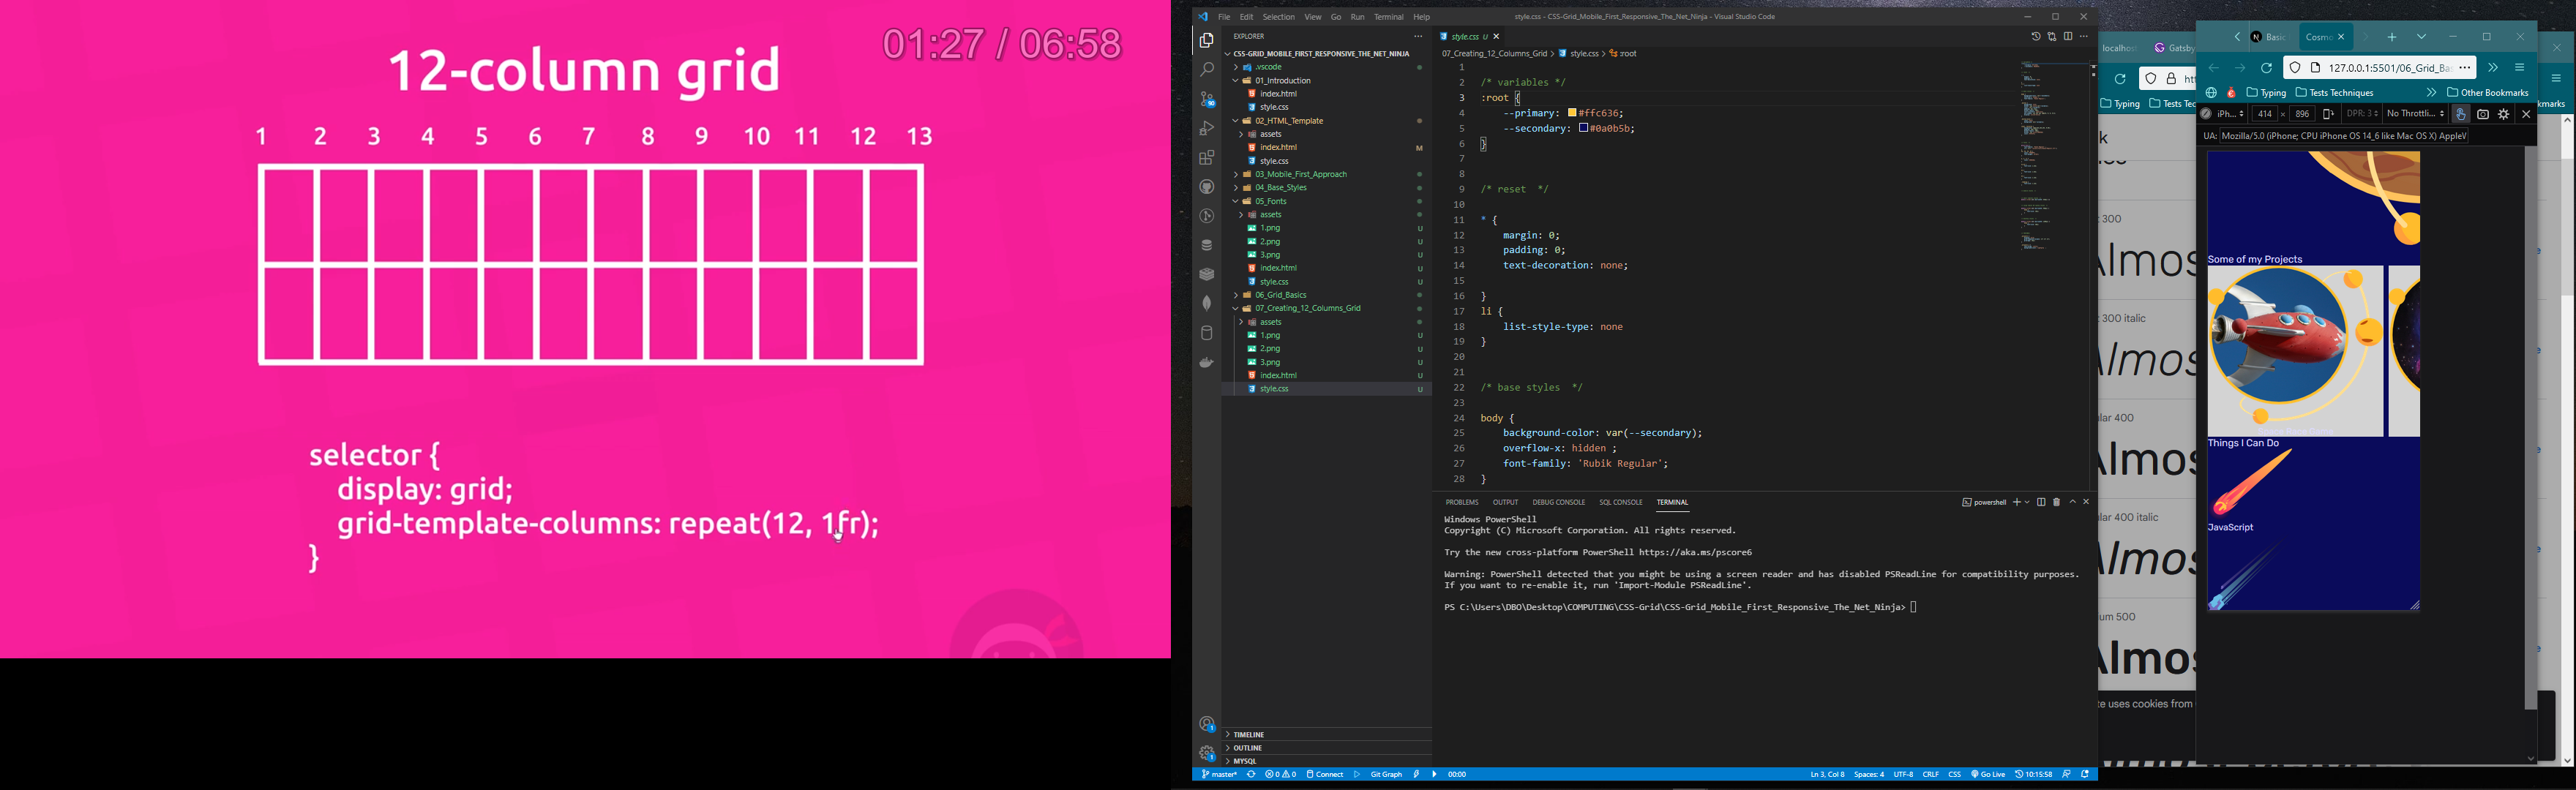 12-column grid
01:27 / 06:58
1 2 3 4 5 6 7 8 9 10 11 12 13
selector {
display: grid;
grid-template-columns: repeat(12, 1fr);
}
File Edit Selection View Go Run Terminal Help
style.css - CSS-Grid_Mobile_First_Responsive_The_Net_Ninja - Visual Studio Code
EXPLORER
CSS-GRID_MOBILE_FIRST_RESPONSIVE_THE_NET_NINJA
.vscode
01_Introduction
index.html
style.css
02_HTML_Template
assets
index.html M
style.css
03_Mobile_First_Approach
04_Base_Styles
05_Fonts
assets
1.png U
2.png U
3.png U
index.html U
style.css U
06_Grid_Basics
07_Creating_12_Columns_Grid
assets
1.png U
2.png U
3.png U
index.html U
style.css U
TIMELINE
OUTLINE
MYSQL
style.css U
07_Creating_12_Columns_Grid > style.css > :root
1
2 /* variables */
3 :root {
4 --primary: #ffc636;
5 --secondary: #0a0b5b;
6 }
7
8
9 /* reset */
10
11 * {
12 margin: 0;
13 padding: 0;
14 text-decoration: none;
15
16 }
17 li {
18 list-style-type: none
19 }
20
21
22 /* base styles */
23
24 body {
25 background-color: var(--secondary);
26 overflow-x: hidden ;
27 font-family: 'Rubik Regular';
28 }
PROBLEMS OUTPUT DEBUG CONSOLE SQL CONSOLE TERMINAL
powershell
Windows PowerShell
Copyright (C) Microsoft Corporation. All rights reserved.
Try the new cross-platform PowerShell https://aka.ms/pscore6
Warning: PowerShell detected that you might be using a screen reader and has disabled PSReadLine for compatibility purposes.
If you want to re-enable it, run 'Import-Module PSReadLine'.
PS C:\Users\DBO\Desktop\COMPUTING\CSS-Grid\CSS-Grid_Mobile_First_Responsive_The_Net_Ninja>
master* 0 0 Connect Git Graph 00:00
Ln 3, Col 8 Spaces: 4 UTF-8 CRLF CSS Go Live 10:15:58
localhost Gatsby
Typing Tests Tec
k
300
Almos
300 italic
Almos
lar 400
Almos
lar 400 italic
Almos
um 500
Almos
te uses cookies from
Basic Cosmo
127.0.0.1:5501/06_Grid_Ba
Typing Tests Techniques Other Bookmarks
kmarks
iPh... 414 × 896 DPR: 3 No Throttli...
UA: Mozilla/5.0 (iPhone; CPU iPhone OS 14_6 like Mac OS X) AppleW
Some of my Projects
Things I Can Do
JavaScript